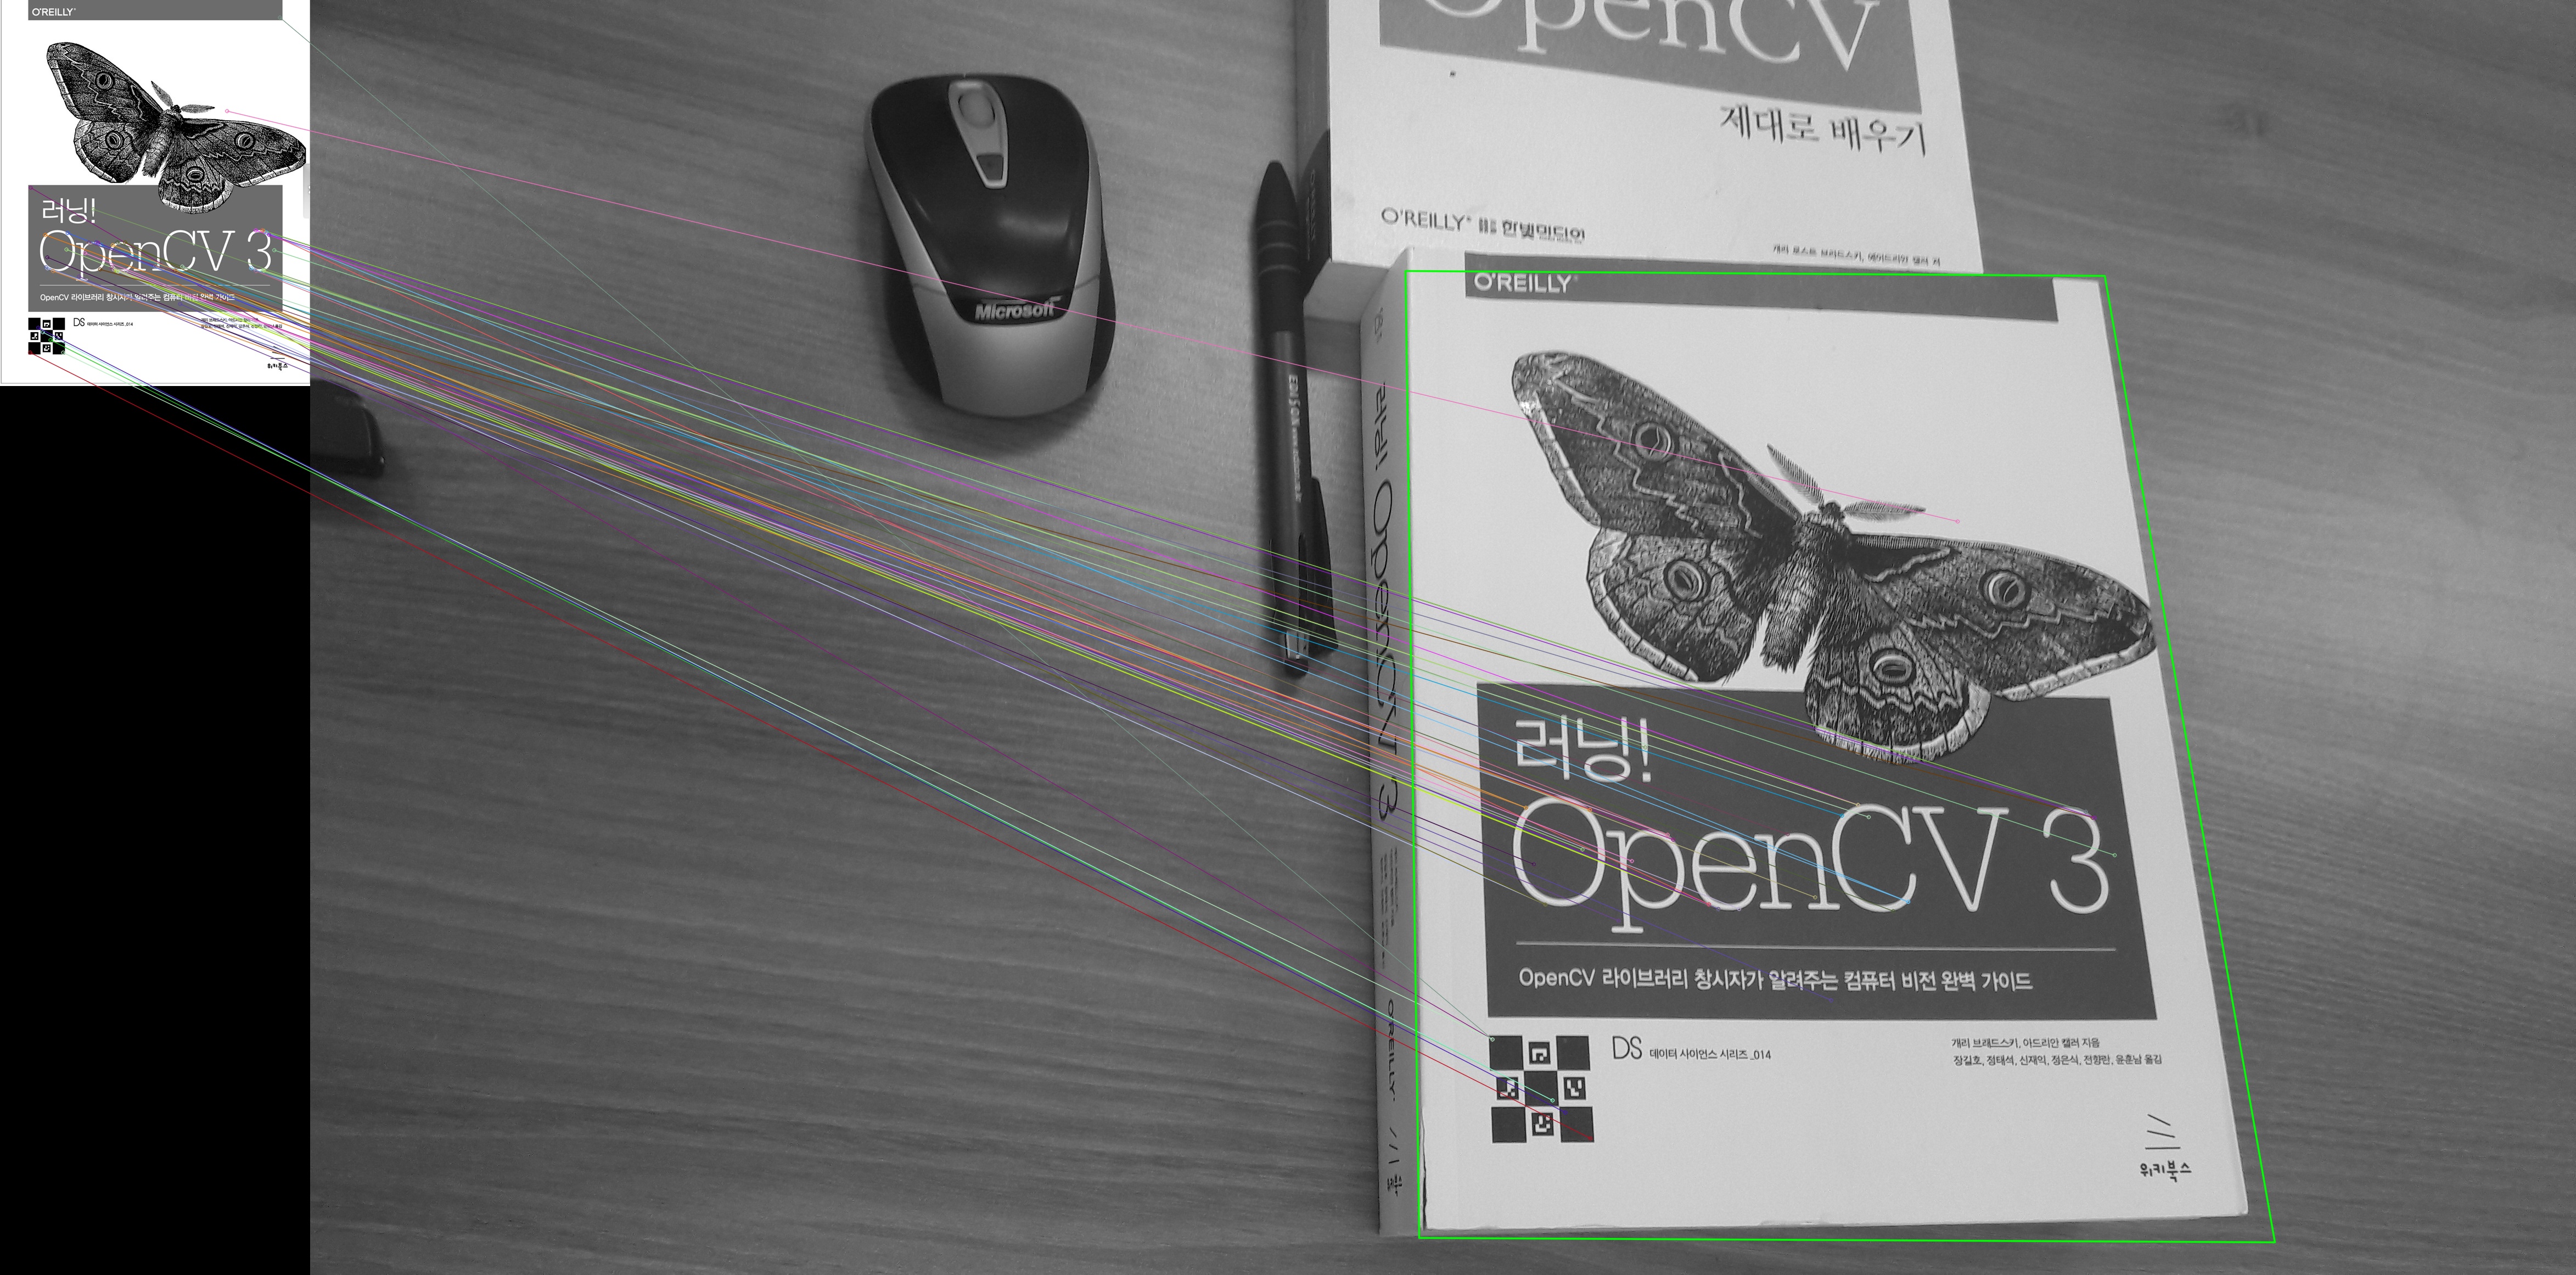 O'REILLY
러닝!
OpenCV 3
OpenCV 라이브러리 창시자가 알려주는 컴퓨터 비전 완벽 가이드
DS 데이터 사이언스 시리즈_014
위키북스
Microsoft
OpenCV
제대로 배우기
O'REILLY 한빛미디어
개리 로스트 브라드스키, 에이드리안 캘러 저
러닝! OpenCV 3
O'REILLY
O'REILLY
러닝!
OpenCV 3
OpenCV 라이브러리 창시자가 알려주는 컴퓨터 비전 완벽 가이드
DS 데이터 사이언스 시리즈_014
개리 브래드스키, 아드리안 캘러 지음
장길호, 정태석, 신재익, 정은식, 전향란, 윤훈남 옮김
위키북스